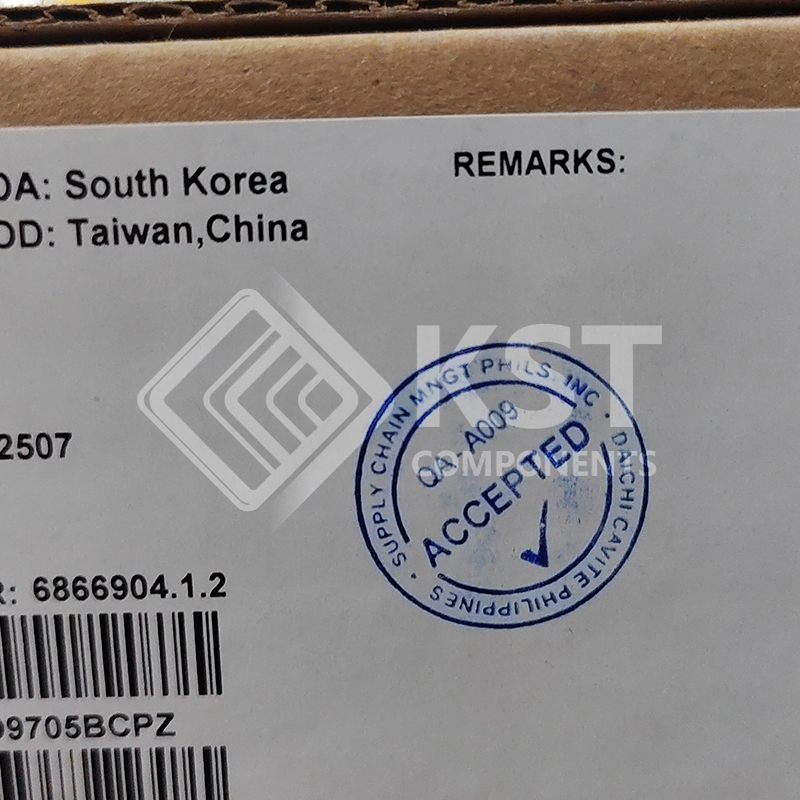 OA: South Korea
REMARKS:
OD: Taiwan,China
KST
COMPONENTS
2507
· SUPPLY CHAIN MNGT PHILS. INC · DAICHI CAVITE PHILIPPINES
QA A009
ACCEPTED
R: 6866904.1.2
9705BCPZ